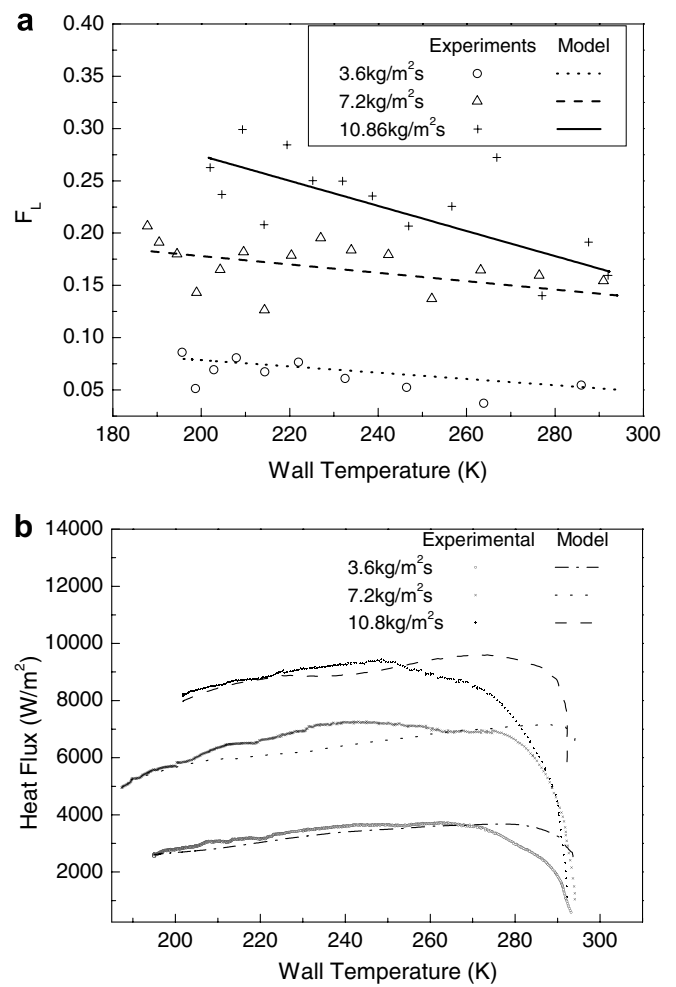 a
0.40
0.35
0.30
0.25
0.20
0.15
0.10
0.05
F_L
Experiments Model
3.6kg/m²s
7.2kg/m²s
10.86kg/m²s
180 200 220 240 260 280 300
Wall Temperature (K)
b
14000
12000
10000
8000
6000
4000
2000
Heat Flux (W/m²)
Experimental Model
3.6kg/m²s
7.2kg/m²s
10.8kg/m²s
200 220 240 260 280 300
Wall Temperature (K)